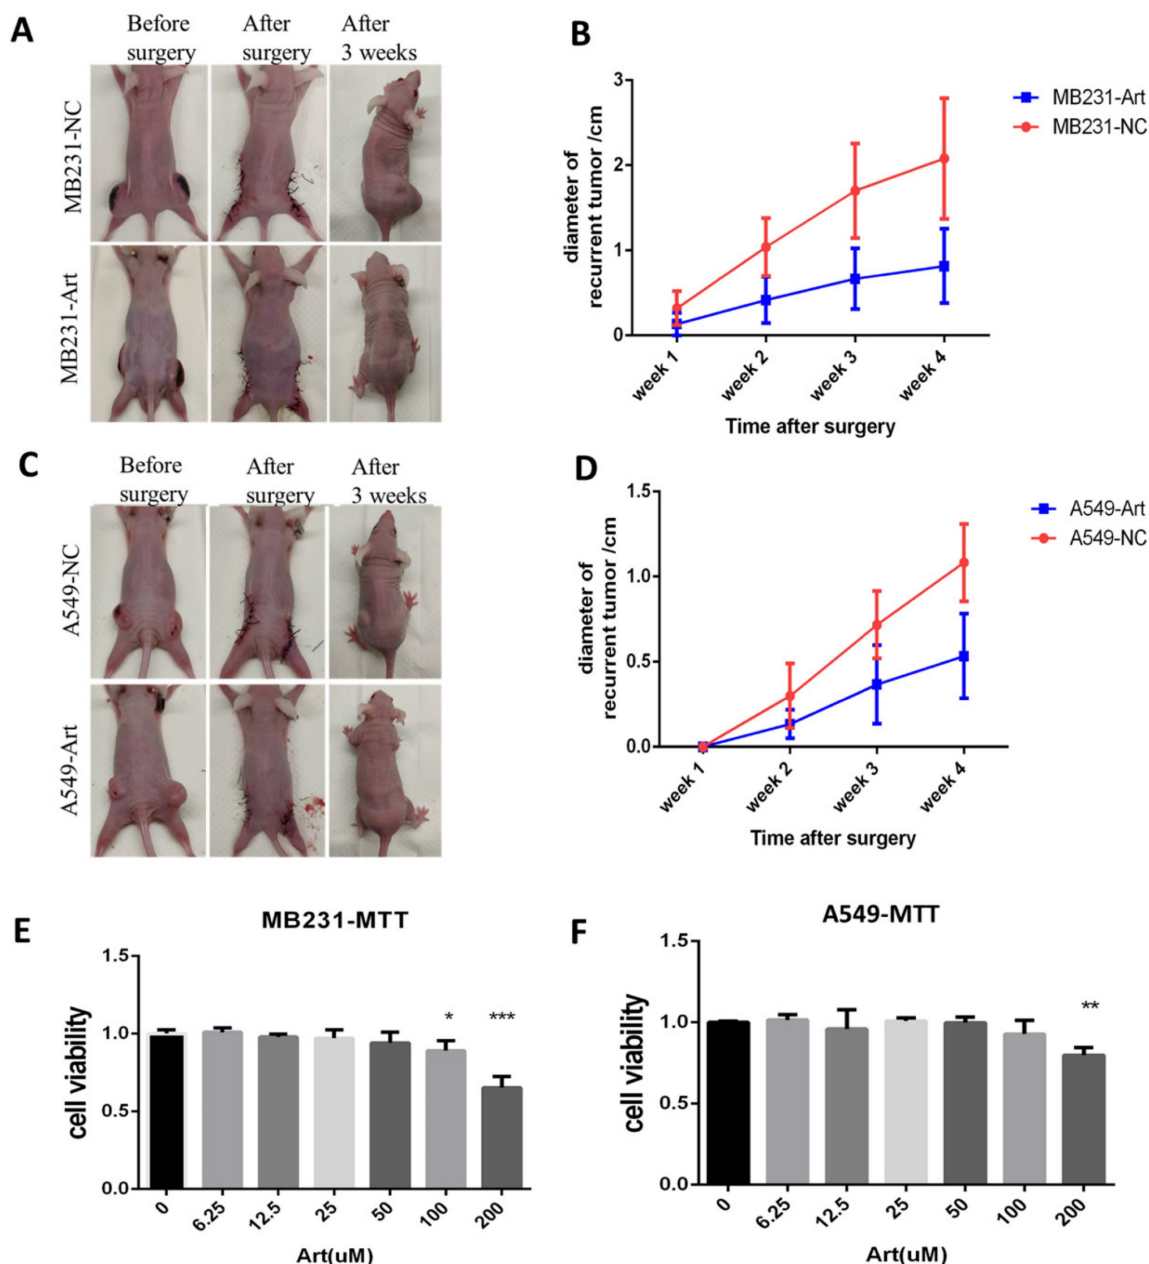 A
Before surgery
After surgery
After 3 weeks
MB231-NC
MB231-Art
B
3
2
1
0
diameter of
recurrent tumor /cm
week 1
week 2
week 3
week 4
Time after surgery
MB231-Art
MB231-NC
C
Before surgery
After surgery
After 3 weeks
A549-NC
A549-Art
D
1.5
1.0
0.5
0.0
diameter of
recurrent tumor /cm
week 1
week 2
week 3
week 4
Time after surgery
A549-Art
A549-NC
E
MB231-MTT
1.5
1.0
0.5
0.0
cell viability
*
***
0
6.25
12.5
25
50
100
200
Art(uM)
F
A549-MTT
1.5
1.0
0.5
0.0
cell viability
**
0
6.25
12.5
25
50
100
200
Art(uM)